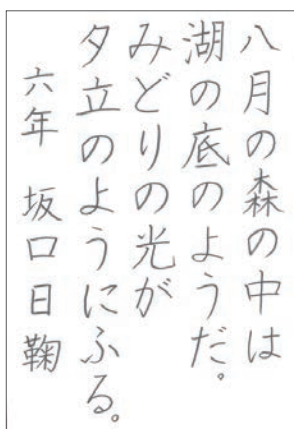 八月の森の中は
湖の底のようだ。
みどりの光が
夕立のようにふる。
六年 坂口日鞠